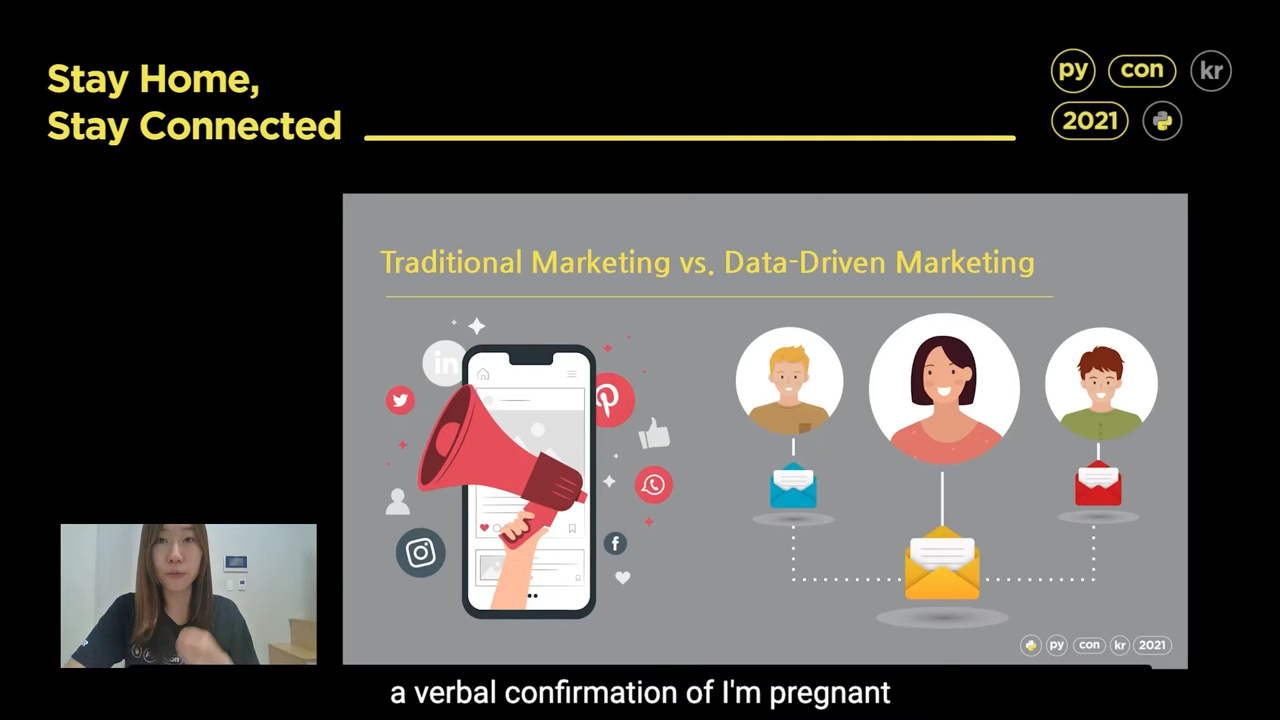 Stay Home,
Stay Connected
py con kr
2021
Traditional Marketing vs. Data-Driven Marketing
in
f
py con kr 2021
a verbal confirmation of I'm pregnant